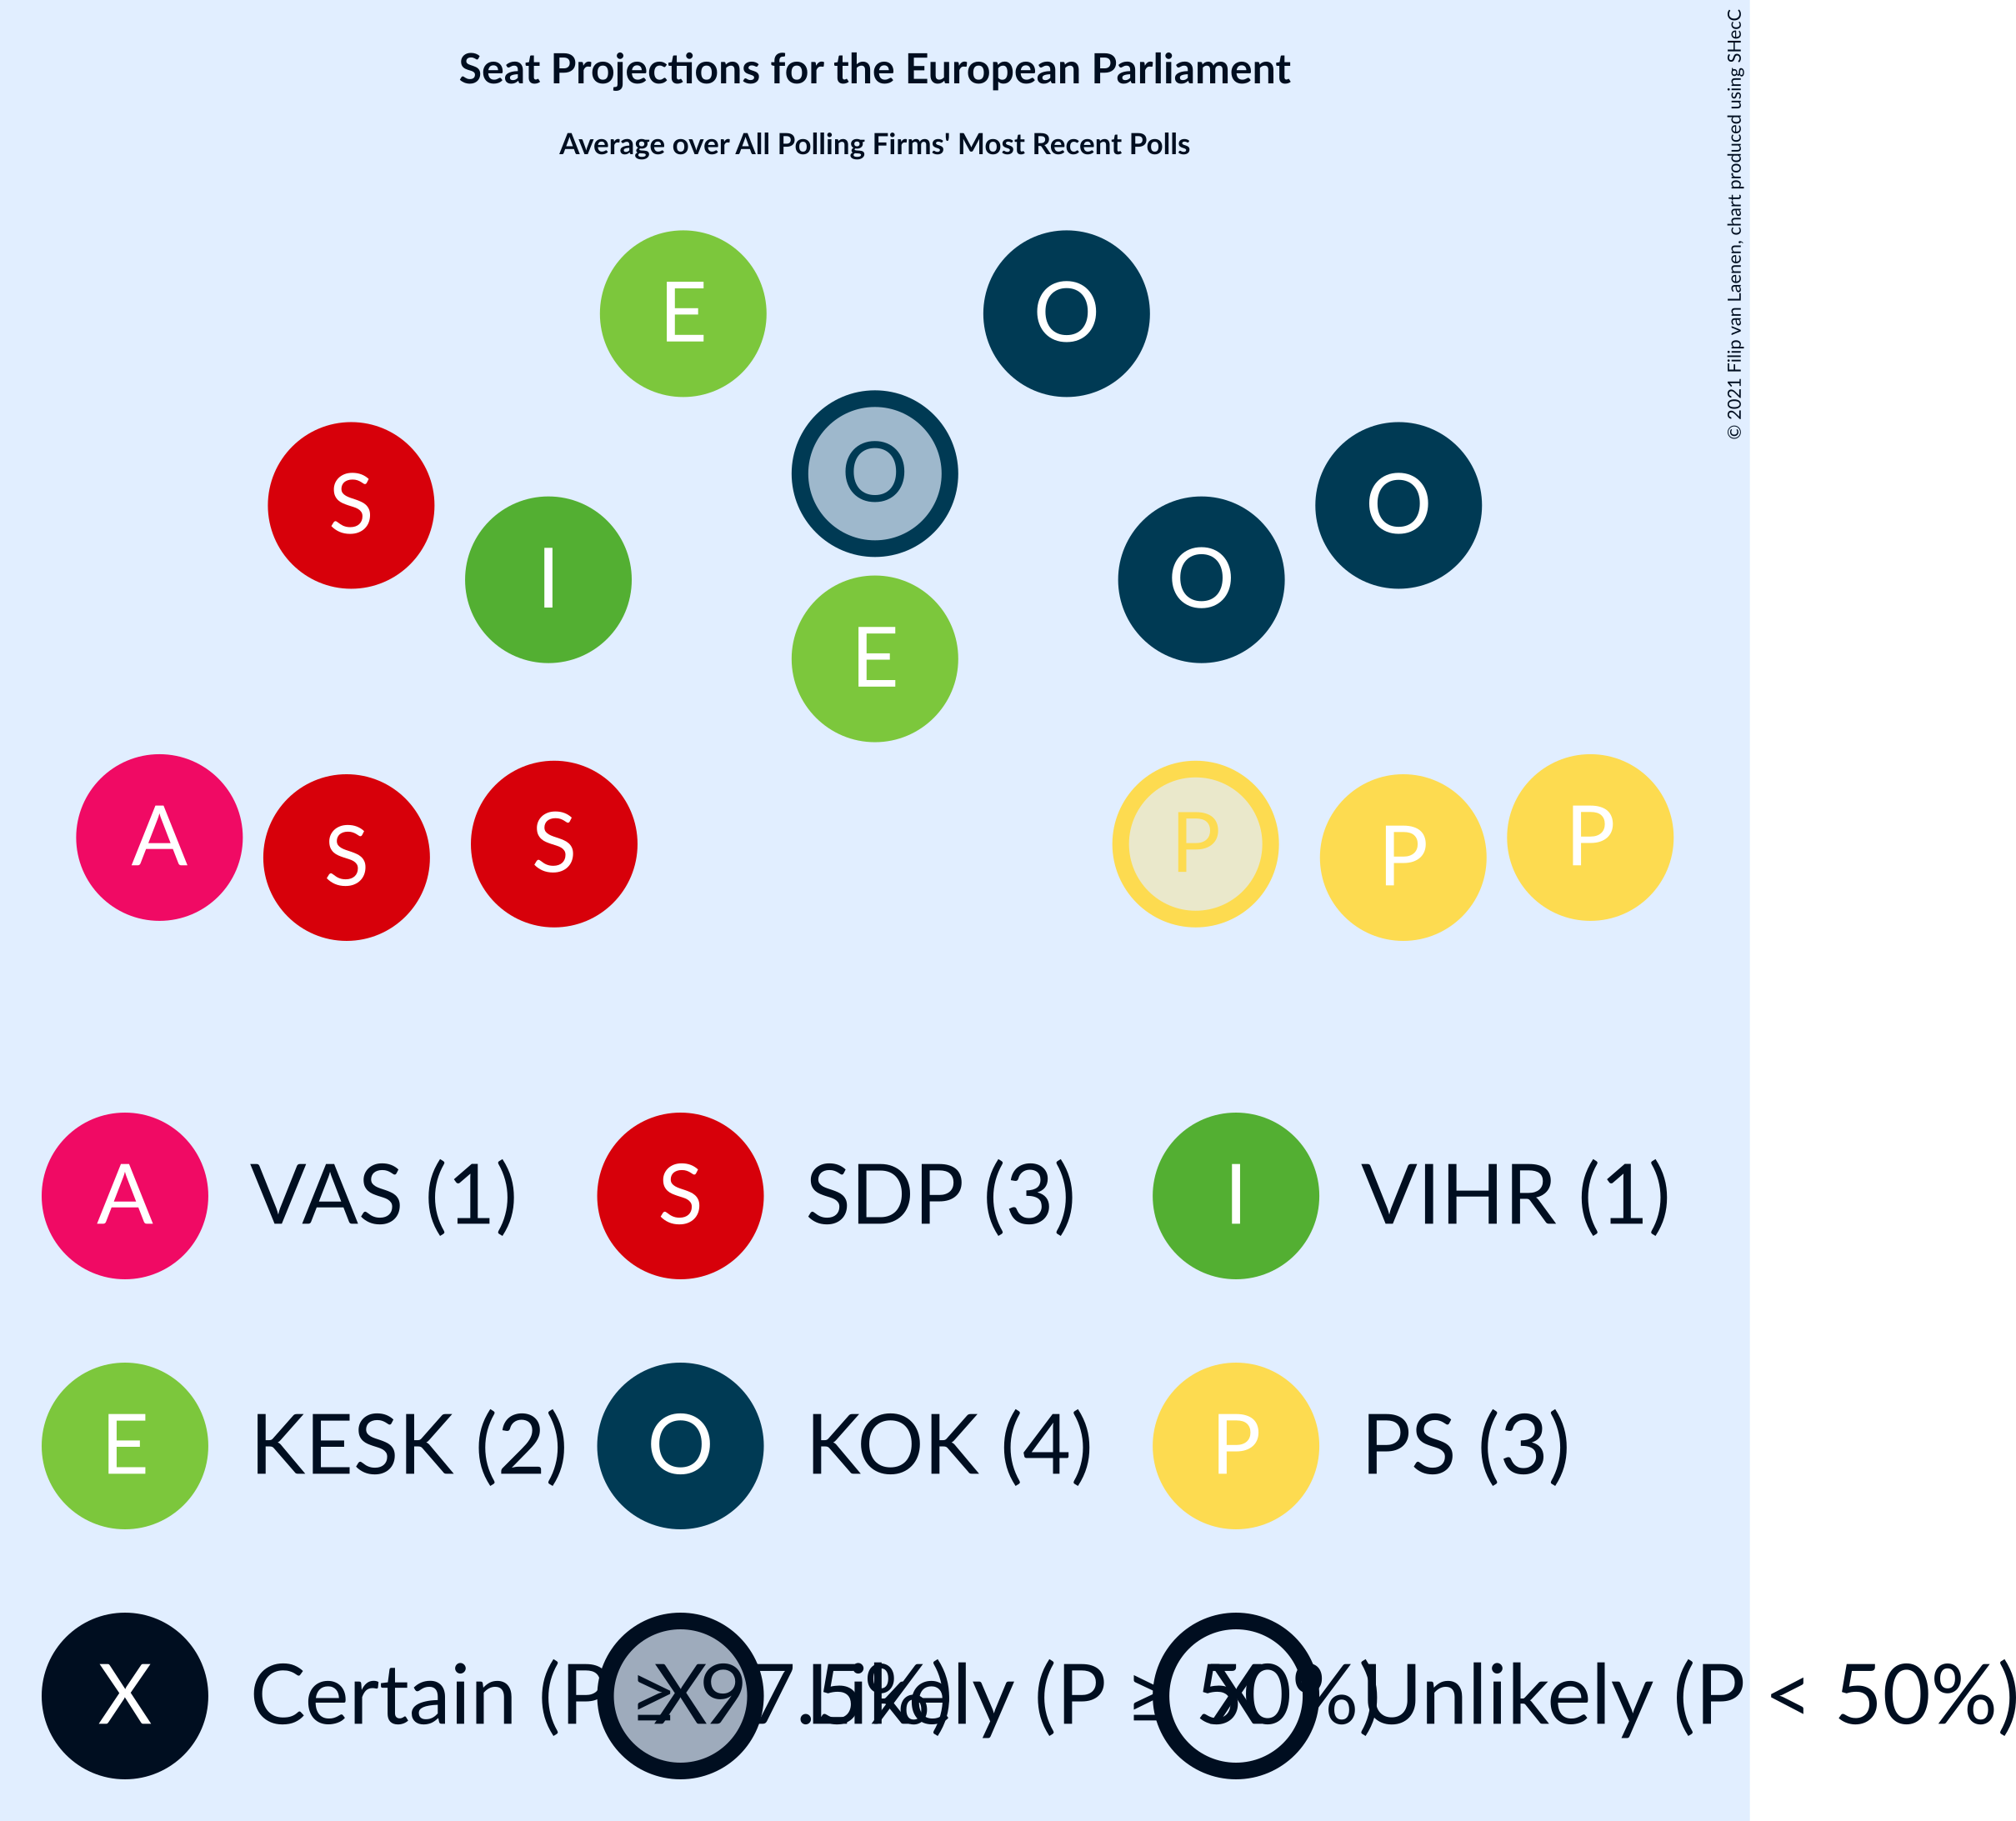 Seat Projections for the European Parliament
Average over All Polling Firms' Most Recent Polls
© 2021 Filip van Laenen, chart produced using SHecC
E O
S O O
I O
E
A S S P P P
A VAS (1) S SDP (3) I VIHR (1)
E KESK (2) O KOK (4) P PS (3)
X Certain (P ≥ 97.5%) X Likely (P ≥ 50%) X Unlikely (P < 50%)